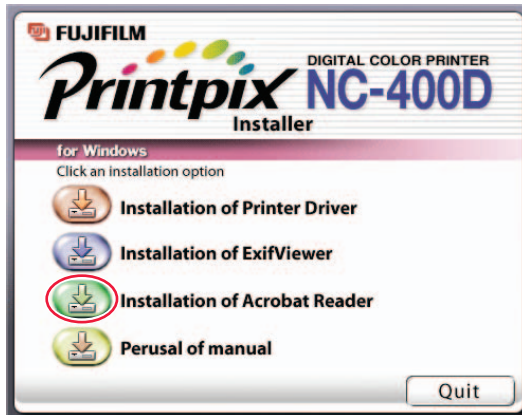 FUJIFILM
DIGITAL COLOR PRINTER
Printpix NC-400D
Installer
for Windows
Click an installation option
Installation of Printer Driver
Installation of ExifViewer
Installation of Acrobat Reader
Perusal of manual
Quit